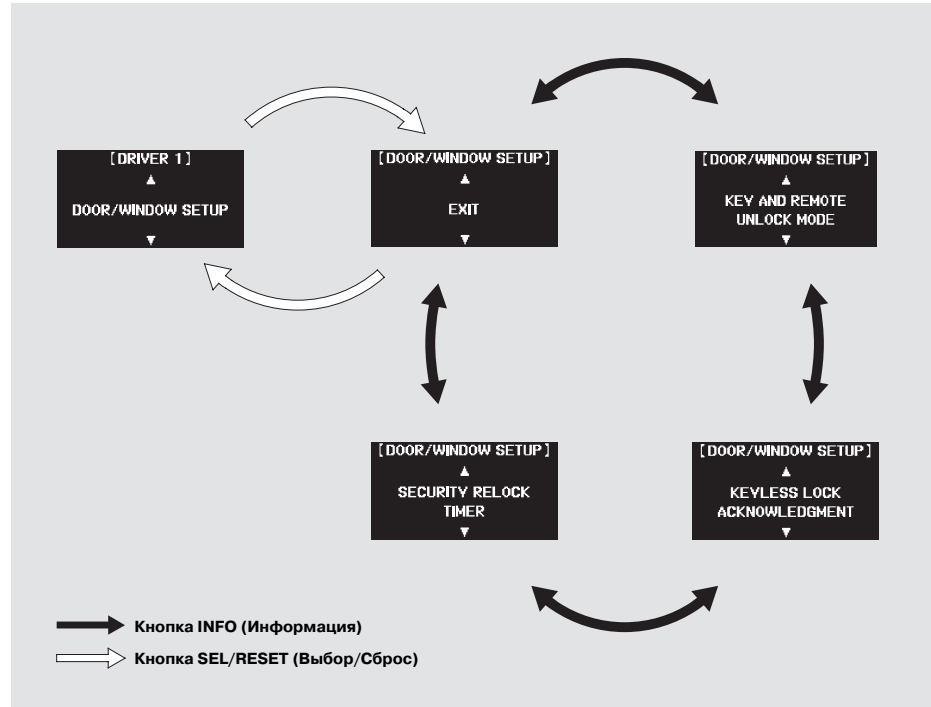 [DRIVER 1]
▲
DOOR/WINDOW SETUP
▼
[DOOR/WINDOW SETUP]
▲
EXIT
▼
[DOOR/WINDOW SETUP]
▲
KEY AND REMOTE
UNLOCK MODE
▼
[DOOR/WINDOW SETUP]
▲
SECURITY RELOCK
TIMER
▼
[DOOR/WINDOW SETUP]
▲
KEYLESS LOCK
ACKNOWLEDGMENT
▼
Кнопка INFO (Информация)
Кнопка SEL/RESET (Выбор/Сброс)